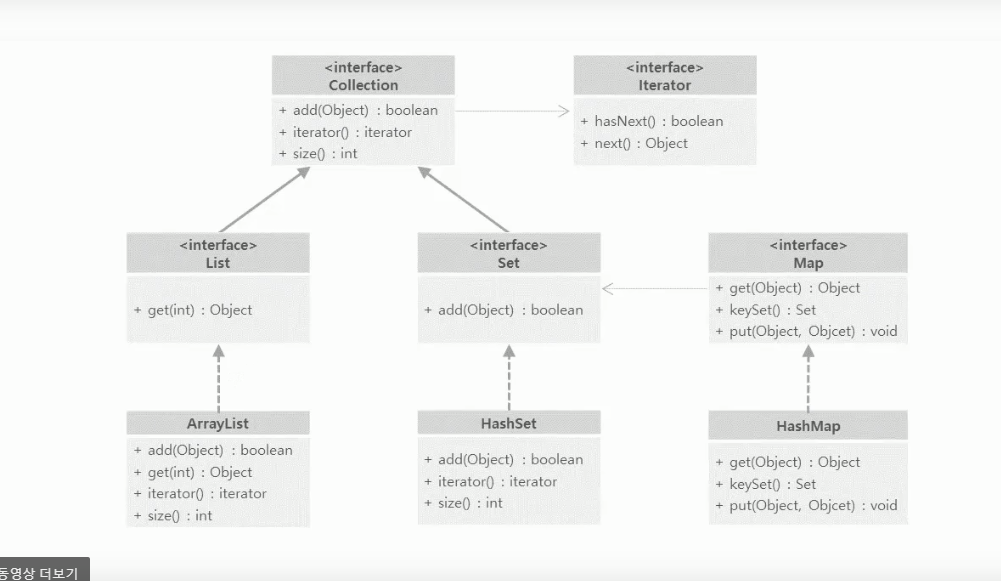 <interface>
Collection
+ add(Object) : boolean
+ iterator() : iterator
+ size() : int
<interface>
Iterator
+ hasNext() : boolean
+ next() : Object
<interface>
List
+ get(int) : Object
<interface>
Set
+ add(Object) : boolean
<interface>
Map
+ get(Object) : Object
+ keySet() : Set
+ put(Object, Objcet) : void
ArrayList
+ add(Object) : boolean
+ get(int) : Object
+ iterator() : iterator
+ size() : int
HashSet
+ add(Object) : boolean
+ iterator() : iterator
+ size() : int
HashMap
+ get(Object) : Object
+ keySet() : Set
+ put(Object, Objcet) : void
동영상 더보기